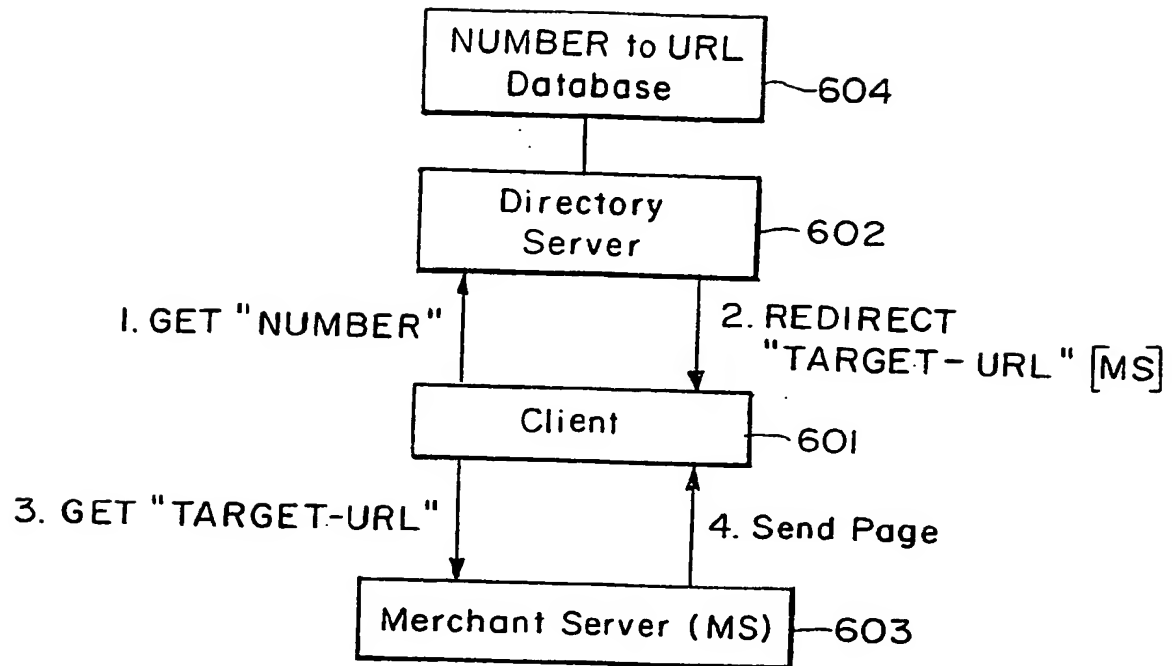 NUMBER to URL
Database
604
Directory
Server
602
1. GET "NUMBER"
2. REDIRECT
"TARGET-URL" [MS]
Client
601
3. GET "TARGET-URL"
4. Send Page
Merchant Server (MS)
603